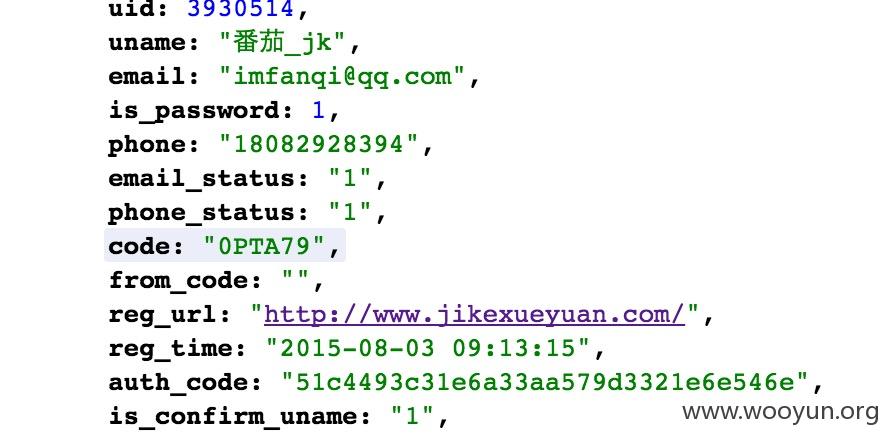 uid: 3930514,
uname: "番茄_jk",
email: "imfanqi@qq.com",
is_password: 1,
phone: "18082928394",
email_status: "1",
phone_status: "1",
code: "0PTA79",
from_code: "",
reg_url: "http://www.jikexueyuan.com/",
reg_time: "2015-08-03 09:13:15",
auth_code: "51c4493c31e6a33aa579d3321e6e546e",
is_confirm_uname: "1",
www.wooyun.org